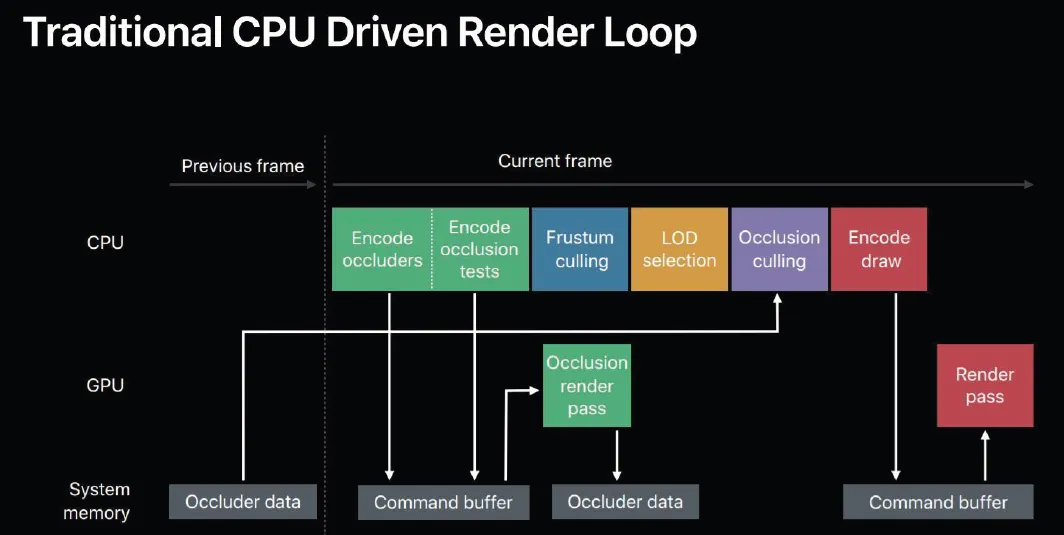 Traditional CPU Driven Render Loop
Previous frame
Current frame
CPU
Encode
occluders
Encode
occlusion
tests
Frustum
culling
LOD
selection
Occlusion
culling
Encode
draw
GPU
Occlusion
render
pass
Render
pass
System
memory
Occluder data
Command buffer
Occluder data
Command buffer